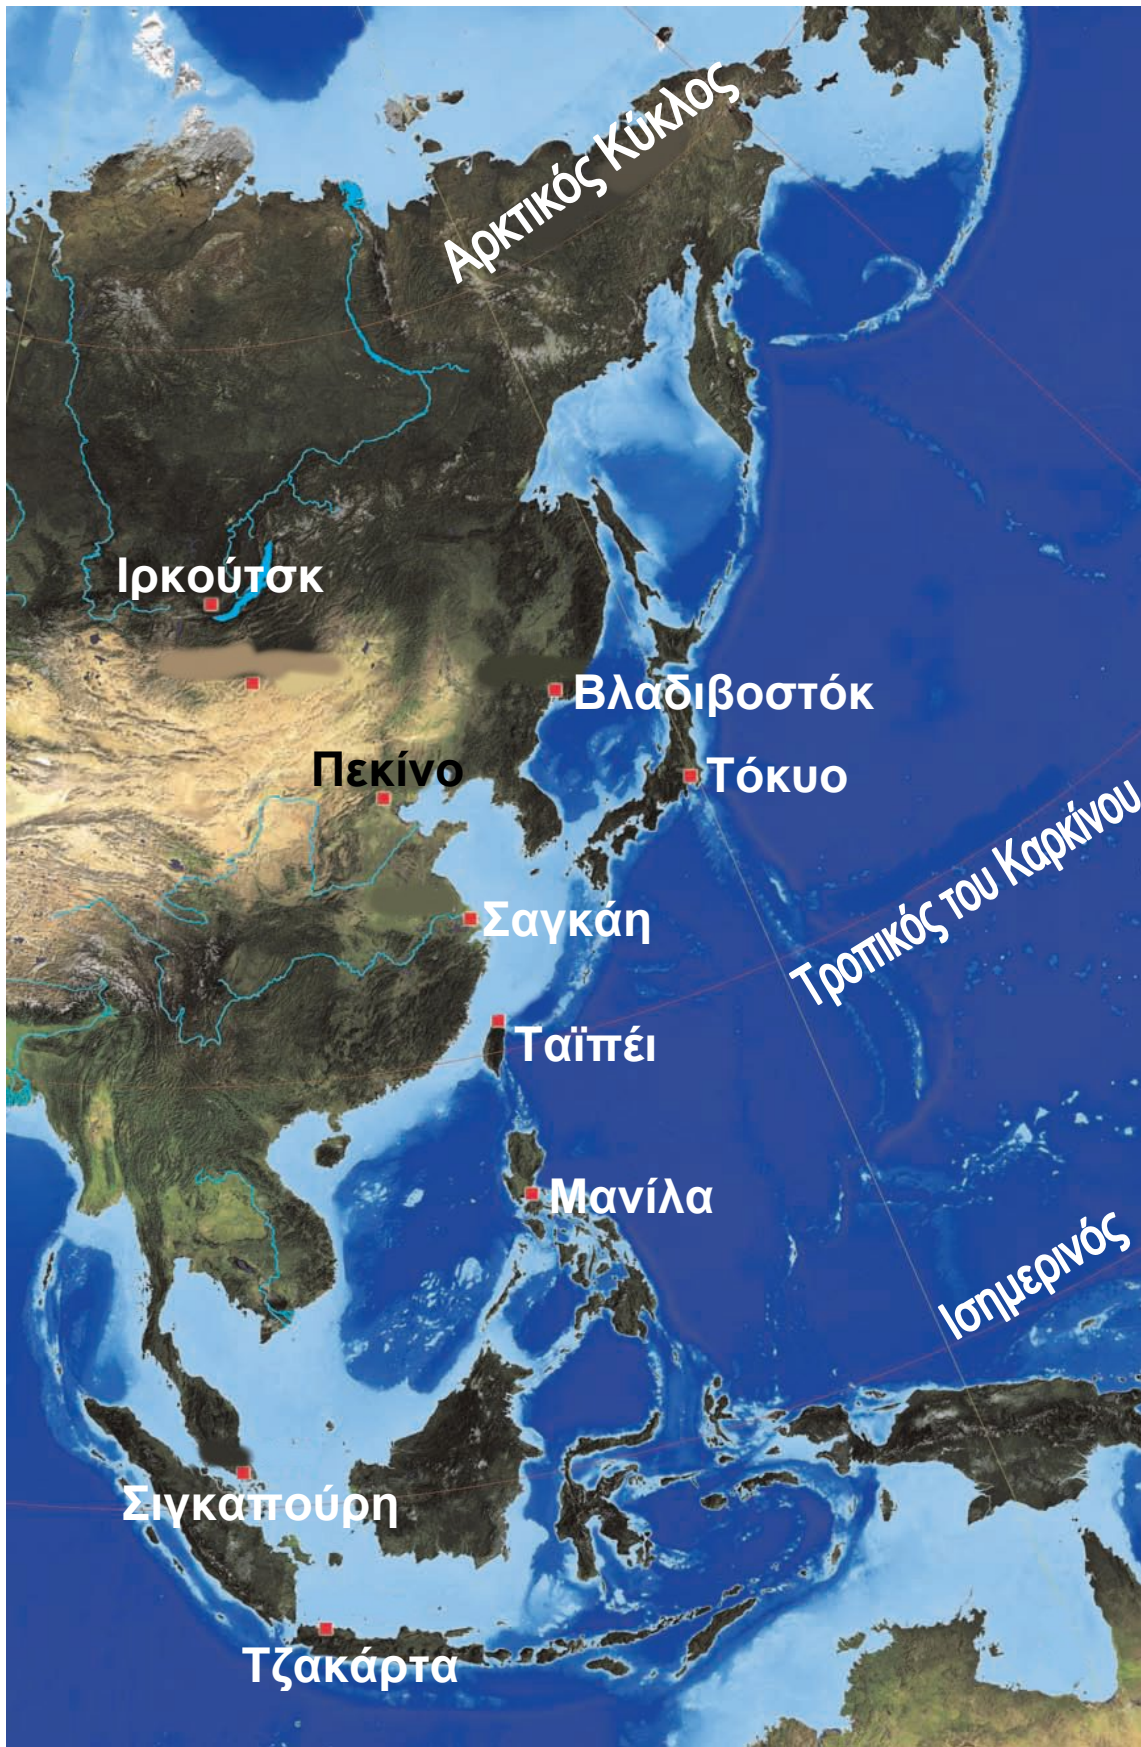 Αρκτικός Κύκλος
Ιρκούτσκ
Βλαδιβοστόκ
Πεκίνο
Τόκυο
Τροπικός του Καρκίνου
Σαγκάη
Ταϊπέι
Μανίλα
Ισημερινός
Σιγκαπούρη
Τζακάρτα